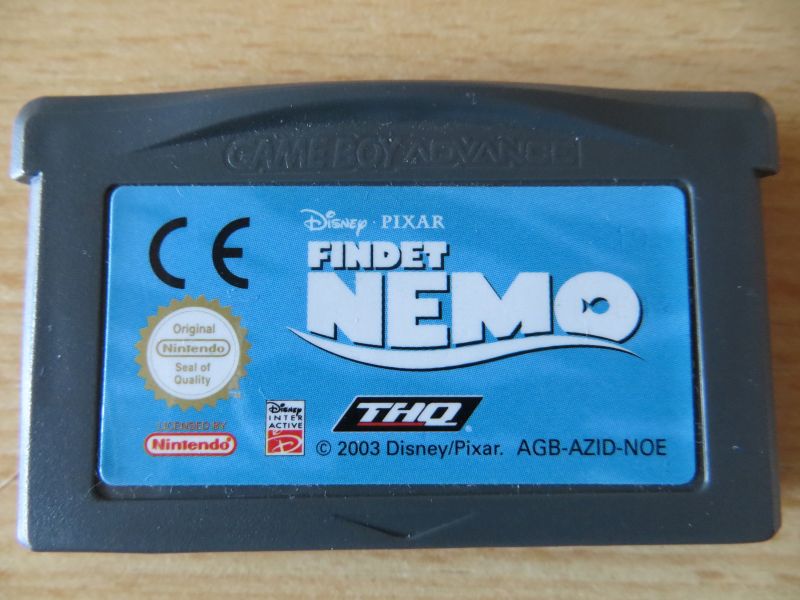 GAME BOY ADVANCE
CE
Disney · PIXAR
FINDET
NEMO
Original
Nintendo
Seal of
Quality
LICENSED BY
Nintendo
Disney
INTER
ACTIVE
D
THQ
© 2003 Disney/Pixar. AGB-AZID-NOE